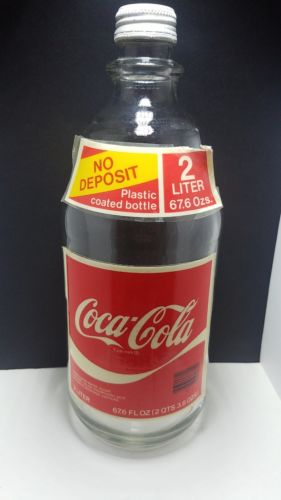 NO
DEPOSIT
Plastic
coated bottle
2
LITER
67.6 Ozs.
Coca-Cola
2 LITER
67.6 FL OZ (2 QTS 3.6 OZ)